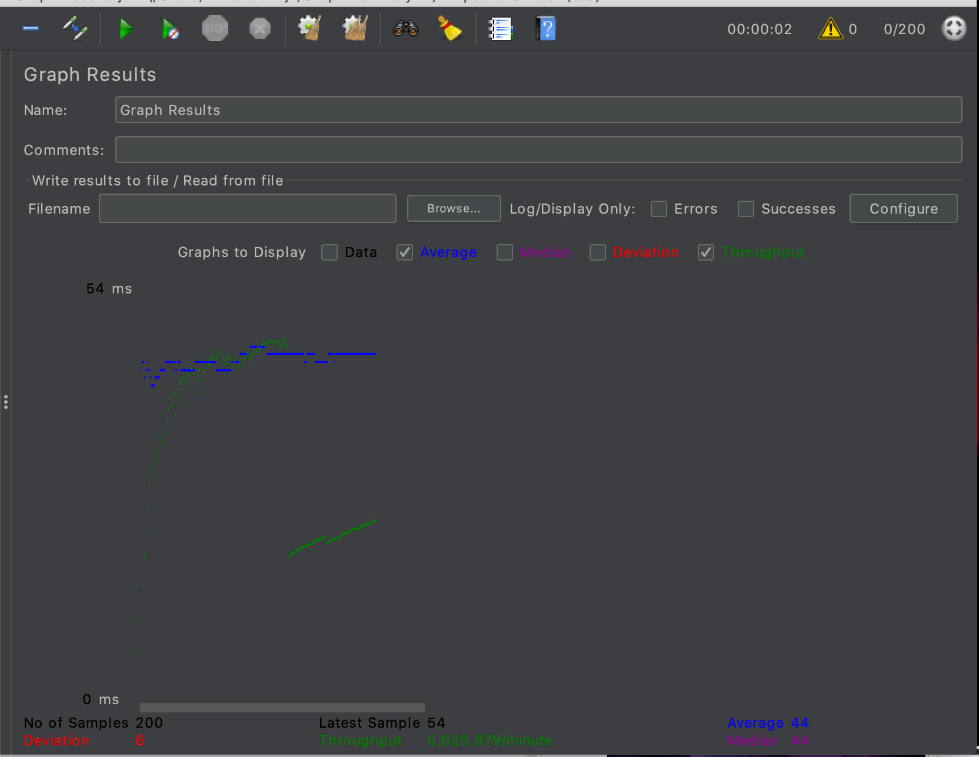 STOP
00:00:02 0 0/200
Graph Results
Name: Graph Results
Comments:
Write results to file / Read from file
Filename Browse... Log/Display Only: Errors Successes Configure
Graphs to Display Data Average Median Deviation Throughput
54 ms
0 ms
No of Samples 200 Latest Sample 54 Average 44
Deviation 6 Throughput 5,625.879/minute Median 44